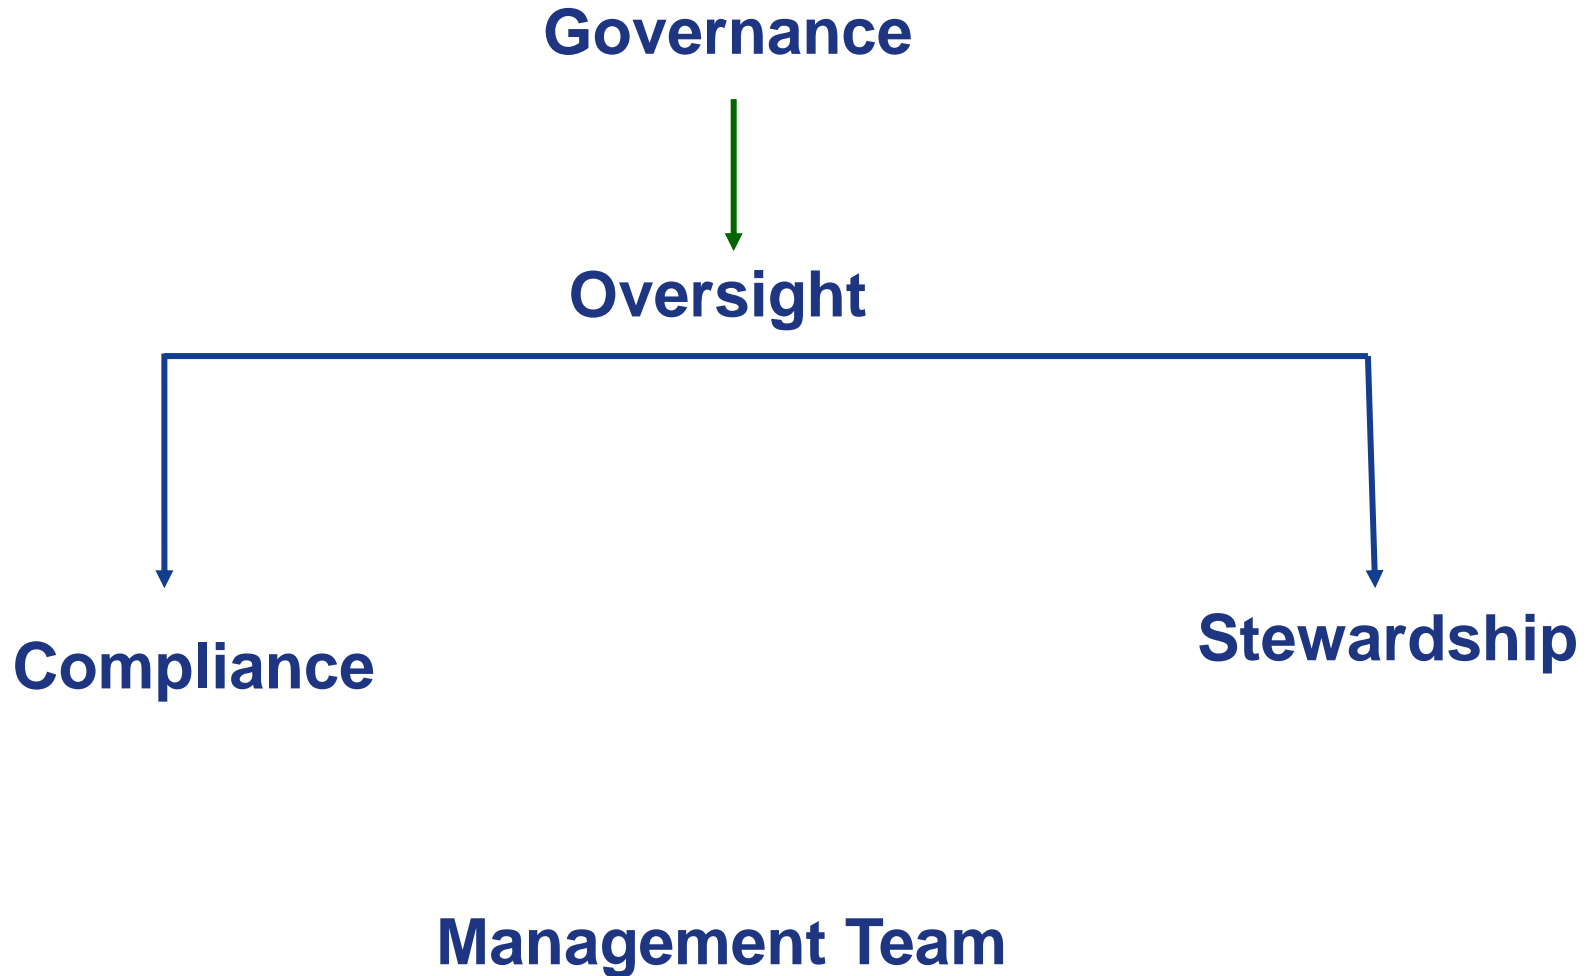 Governance
Oversight
Compliance
Stewardship
Management Team